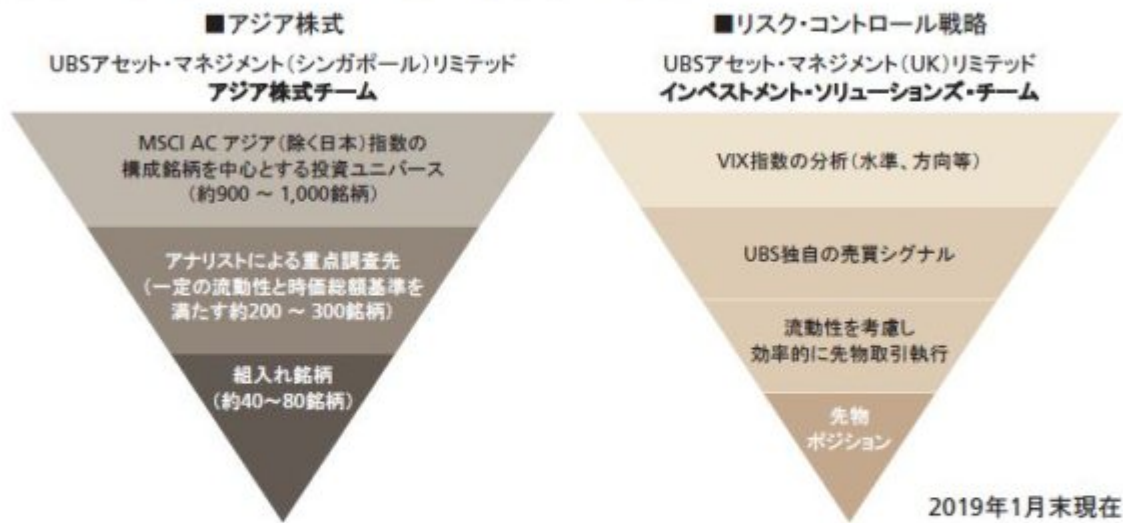 ■アジア株式
UBSアセット・マネジメント(シンガポール)リミテッド
アジア株式チーム
MSCI AC アジア(除く日本)指数の
構成銘柄を中心とする投資ユニバース
(約900 ～ 1,000銘柄)
アナリストによる重点調査先
(一定の流動性と時価総額基準を
満たす約200 ～ 300銘柄)
組入れ銘柄
(約40～80銘柄)
■リスク・コントロール戦略
UBSアセット・マネジメント(UK)リミテッド
インベストメント・ソリューションズ・チーム
VIX指数の分析(水準、方向等)
UBS独自の売買シグナル
流動性を考慮し
効率的に先物取引執行
先物
ポジション
2019年1月末現在